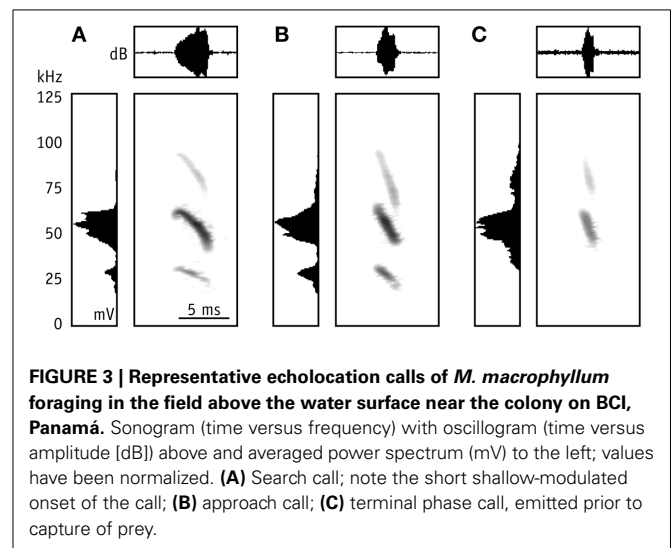 A B C
dB
kHz
125
100
75
50
25
0
mV
5 ms
FIGURE 3 | Representative echolocation calls of M. macrophyllum
foraging in the field above the water surface near the colony on BCI,
Panamá. Sonogram (time versus frequency) with oscillogram (time versus
amplitude [dB]) above and averaged power spectrum (mV) to the left; values
have been normalized. (A) Search call; note the short shallow-modulated
onset of the call; (B) approach call; (C) terminal phase call, emitted prior to
capture of prey.